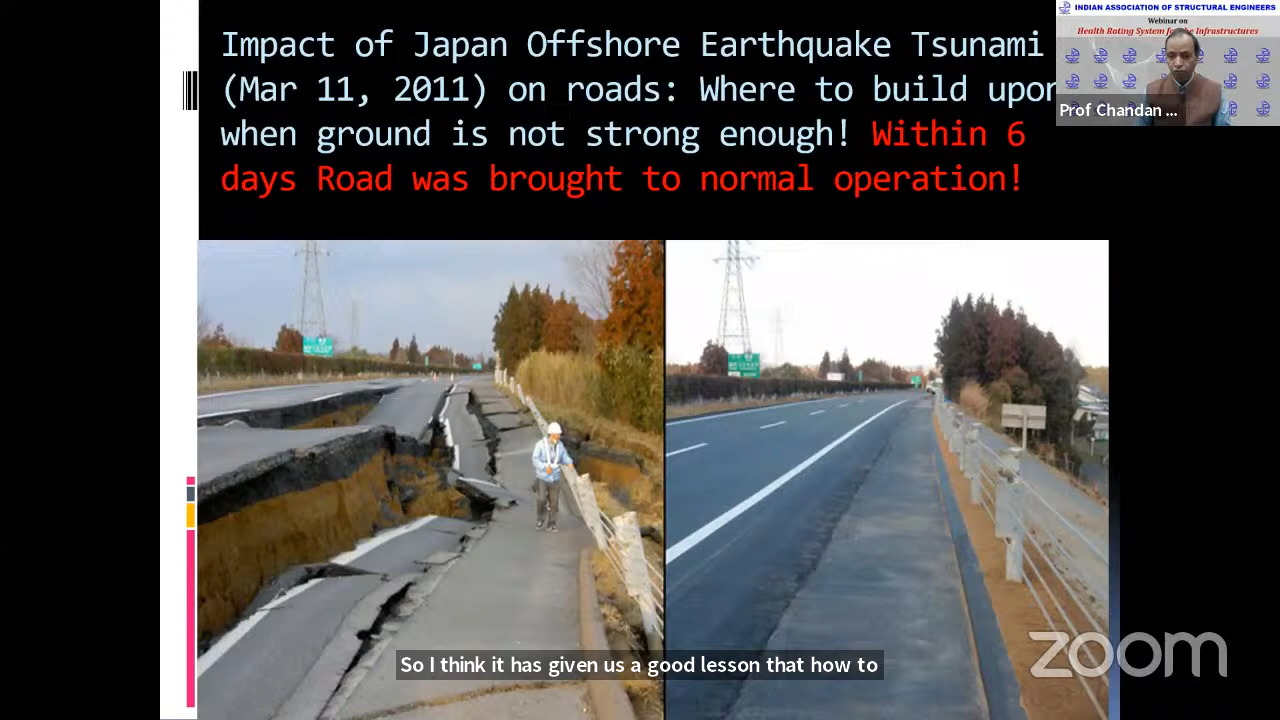 Impact of Japan Offshore Earthquake Tsunami
(Mar 11, 2011) on roads: Where to build upon
when ground is not strong enough! Within 6
days Road was brought to normal operation!
INDIAN ASSOCIATION OF STRUCTURAL ENGINEERS
Webinar on
Health Rating System for the Infrastructures
Prof Chandan ...
So I think it has given us a good lesson that how to
zoom